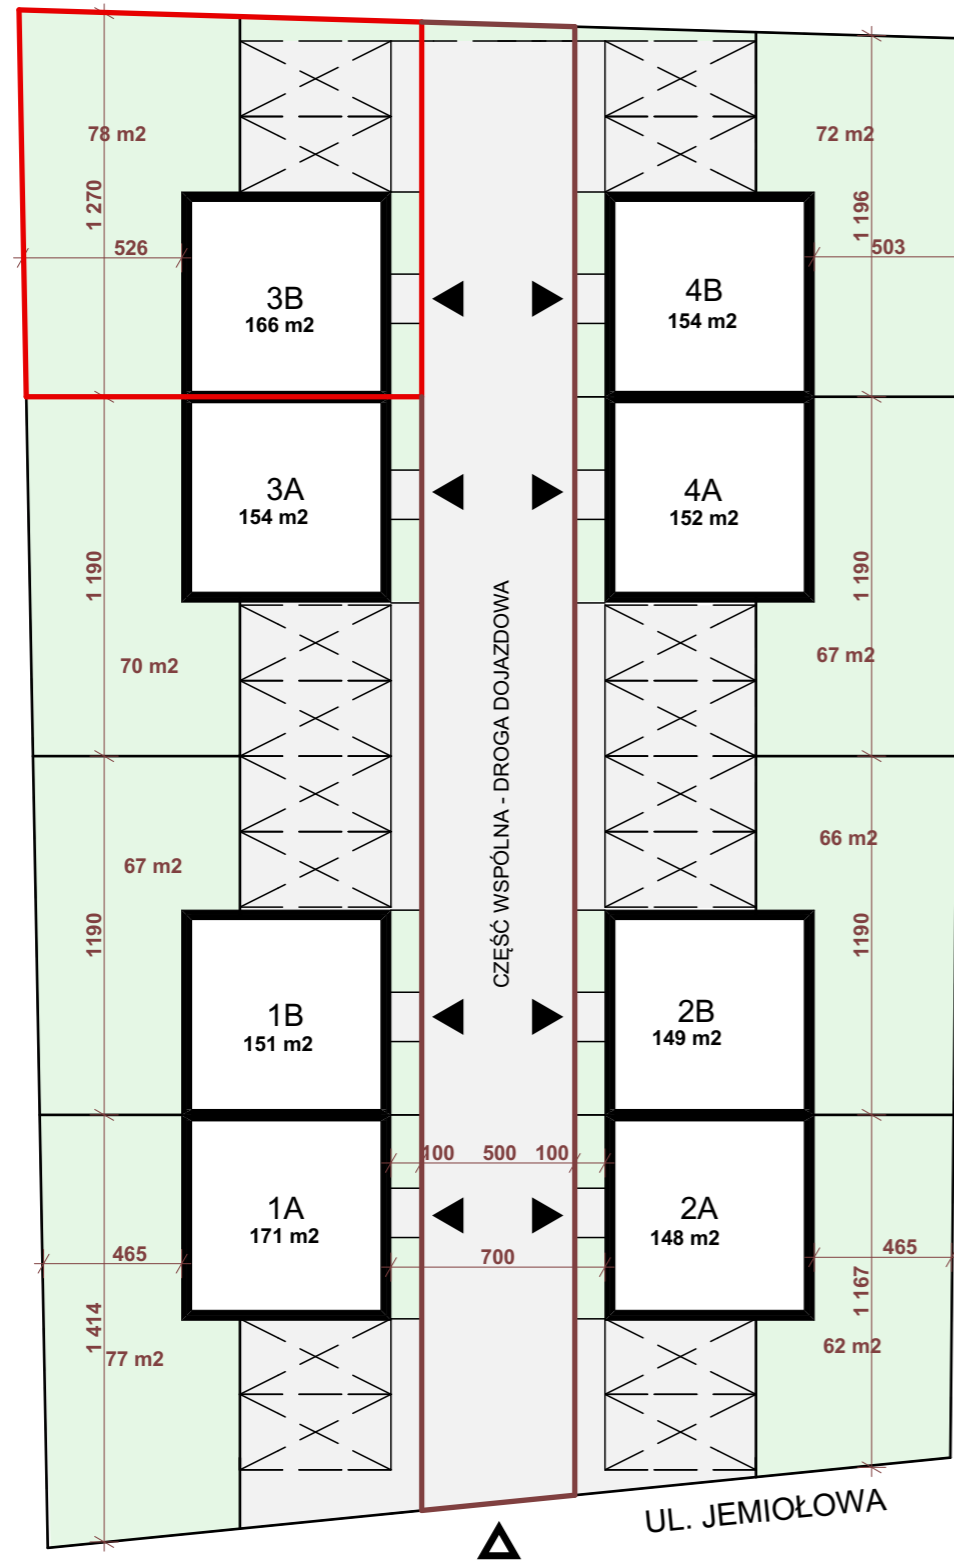 78 m2
72 m2
1 270
1 196
526
503
3B
166 m2
4B
154 m2
3A
154 m2
4A
152 m2
1 190
1 190
70 m2
67 m2
CZĘŚĆ WSPÓLNA - DROGA DOJAZDOWA
67 m2
66 m2
1190
1190
1B
151 m2
2B
149 m2
100 500 100
1A
171 m2
2A
148 m2
465
700
465
1 414
1 167
77 m2
62 m2
UL. JEMIOŁOWA